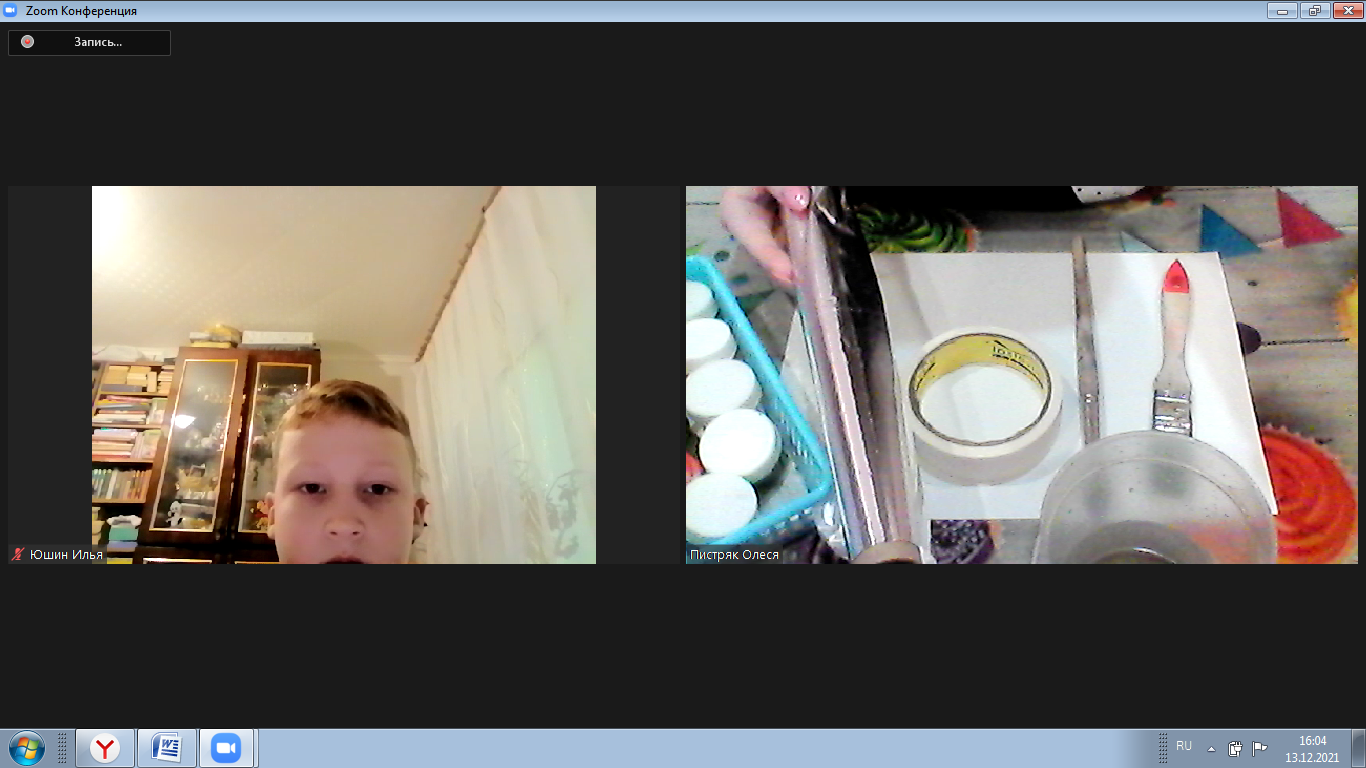 Zoom Конференция
Запись...
Юшин Илья
Пистряк Олеся
RU
16:04
13.12.2021